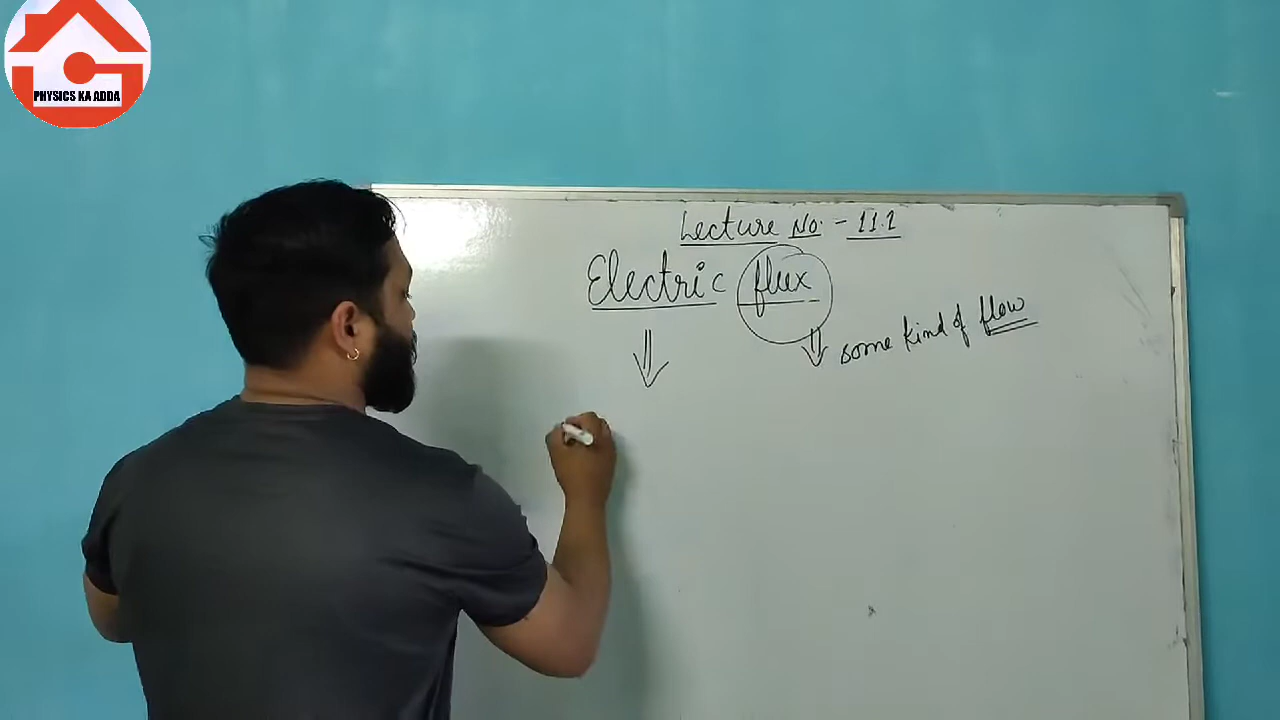 PHYSICS KA ADDA
Lecture No. - 11.1
Electric flux
some kind of flow